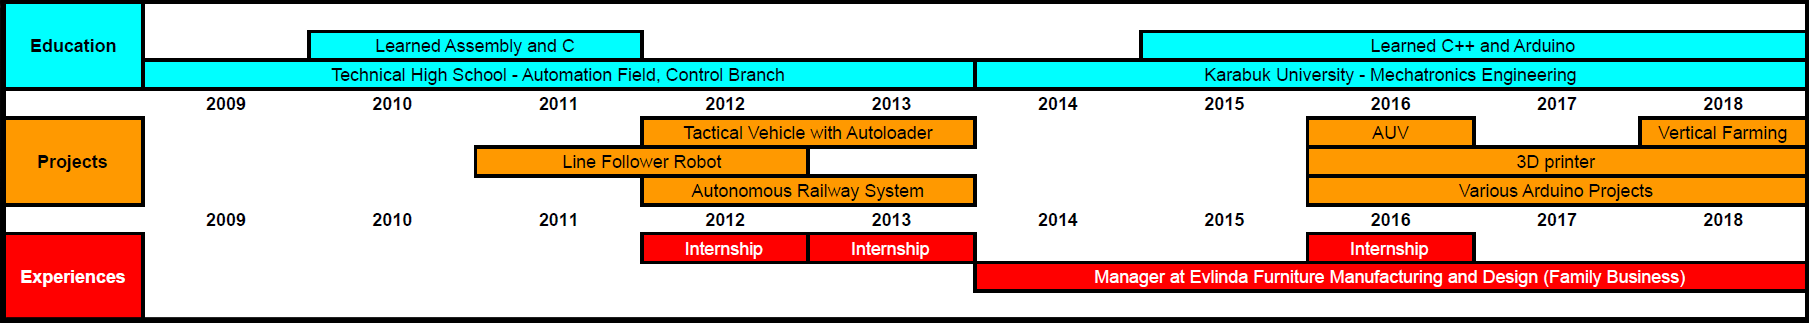 Education
Learned Assembly and C
Learned C++ and Arduino
Technical High School - Automation Field, Control Branch
Karabuk University - Mechatronics Engineering
2009 2010 2011 2012 2013 2014 2015 2016 2017 2018
Projects
Tactical Vehicle with Autoloader
AUV
Vertical Farming
Line Follower Robot
3D printer
Autonomous Railway System
Various Arduino Projects
2009 2010 2011 2012 2013 2014 2015 2016 2017 2018
Experiences
Internship
Internship
Internship
Manager at Evlinda Furniture Manufacturing and Design (Family Business)